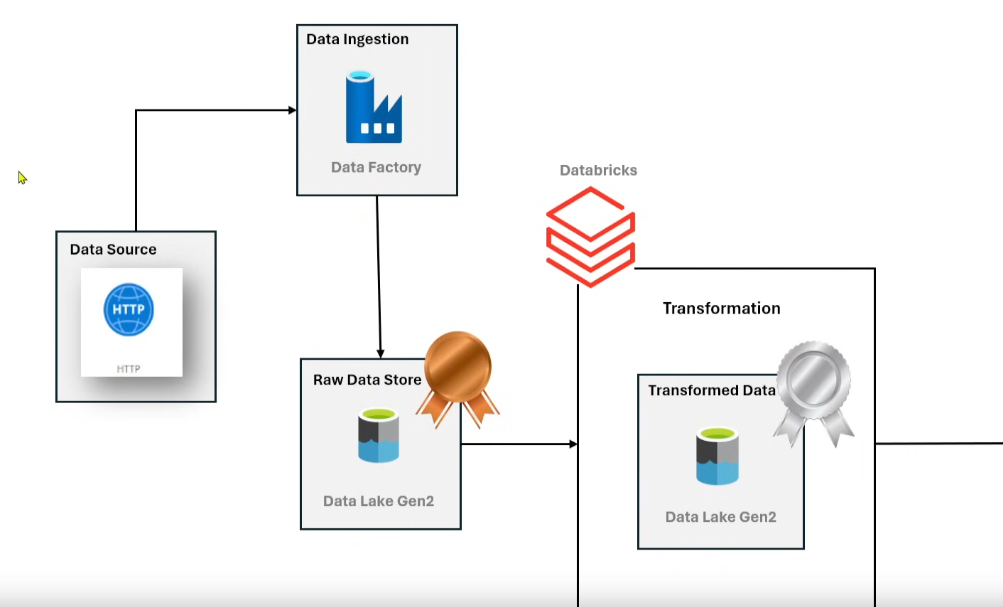 Data Ingestion
Data Factory
Data Source
HTTP
HTTP
Databricks
Transformation
Raw Data Store
Data Lake Gen2
Transformed Data
Data Lake Gen2